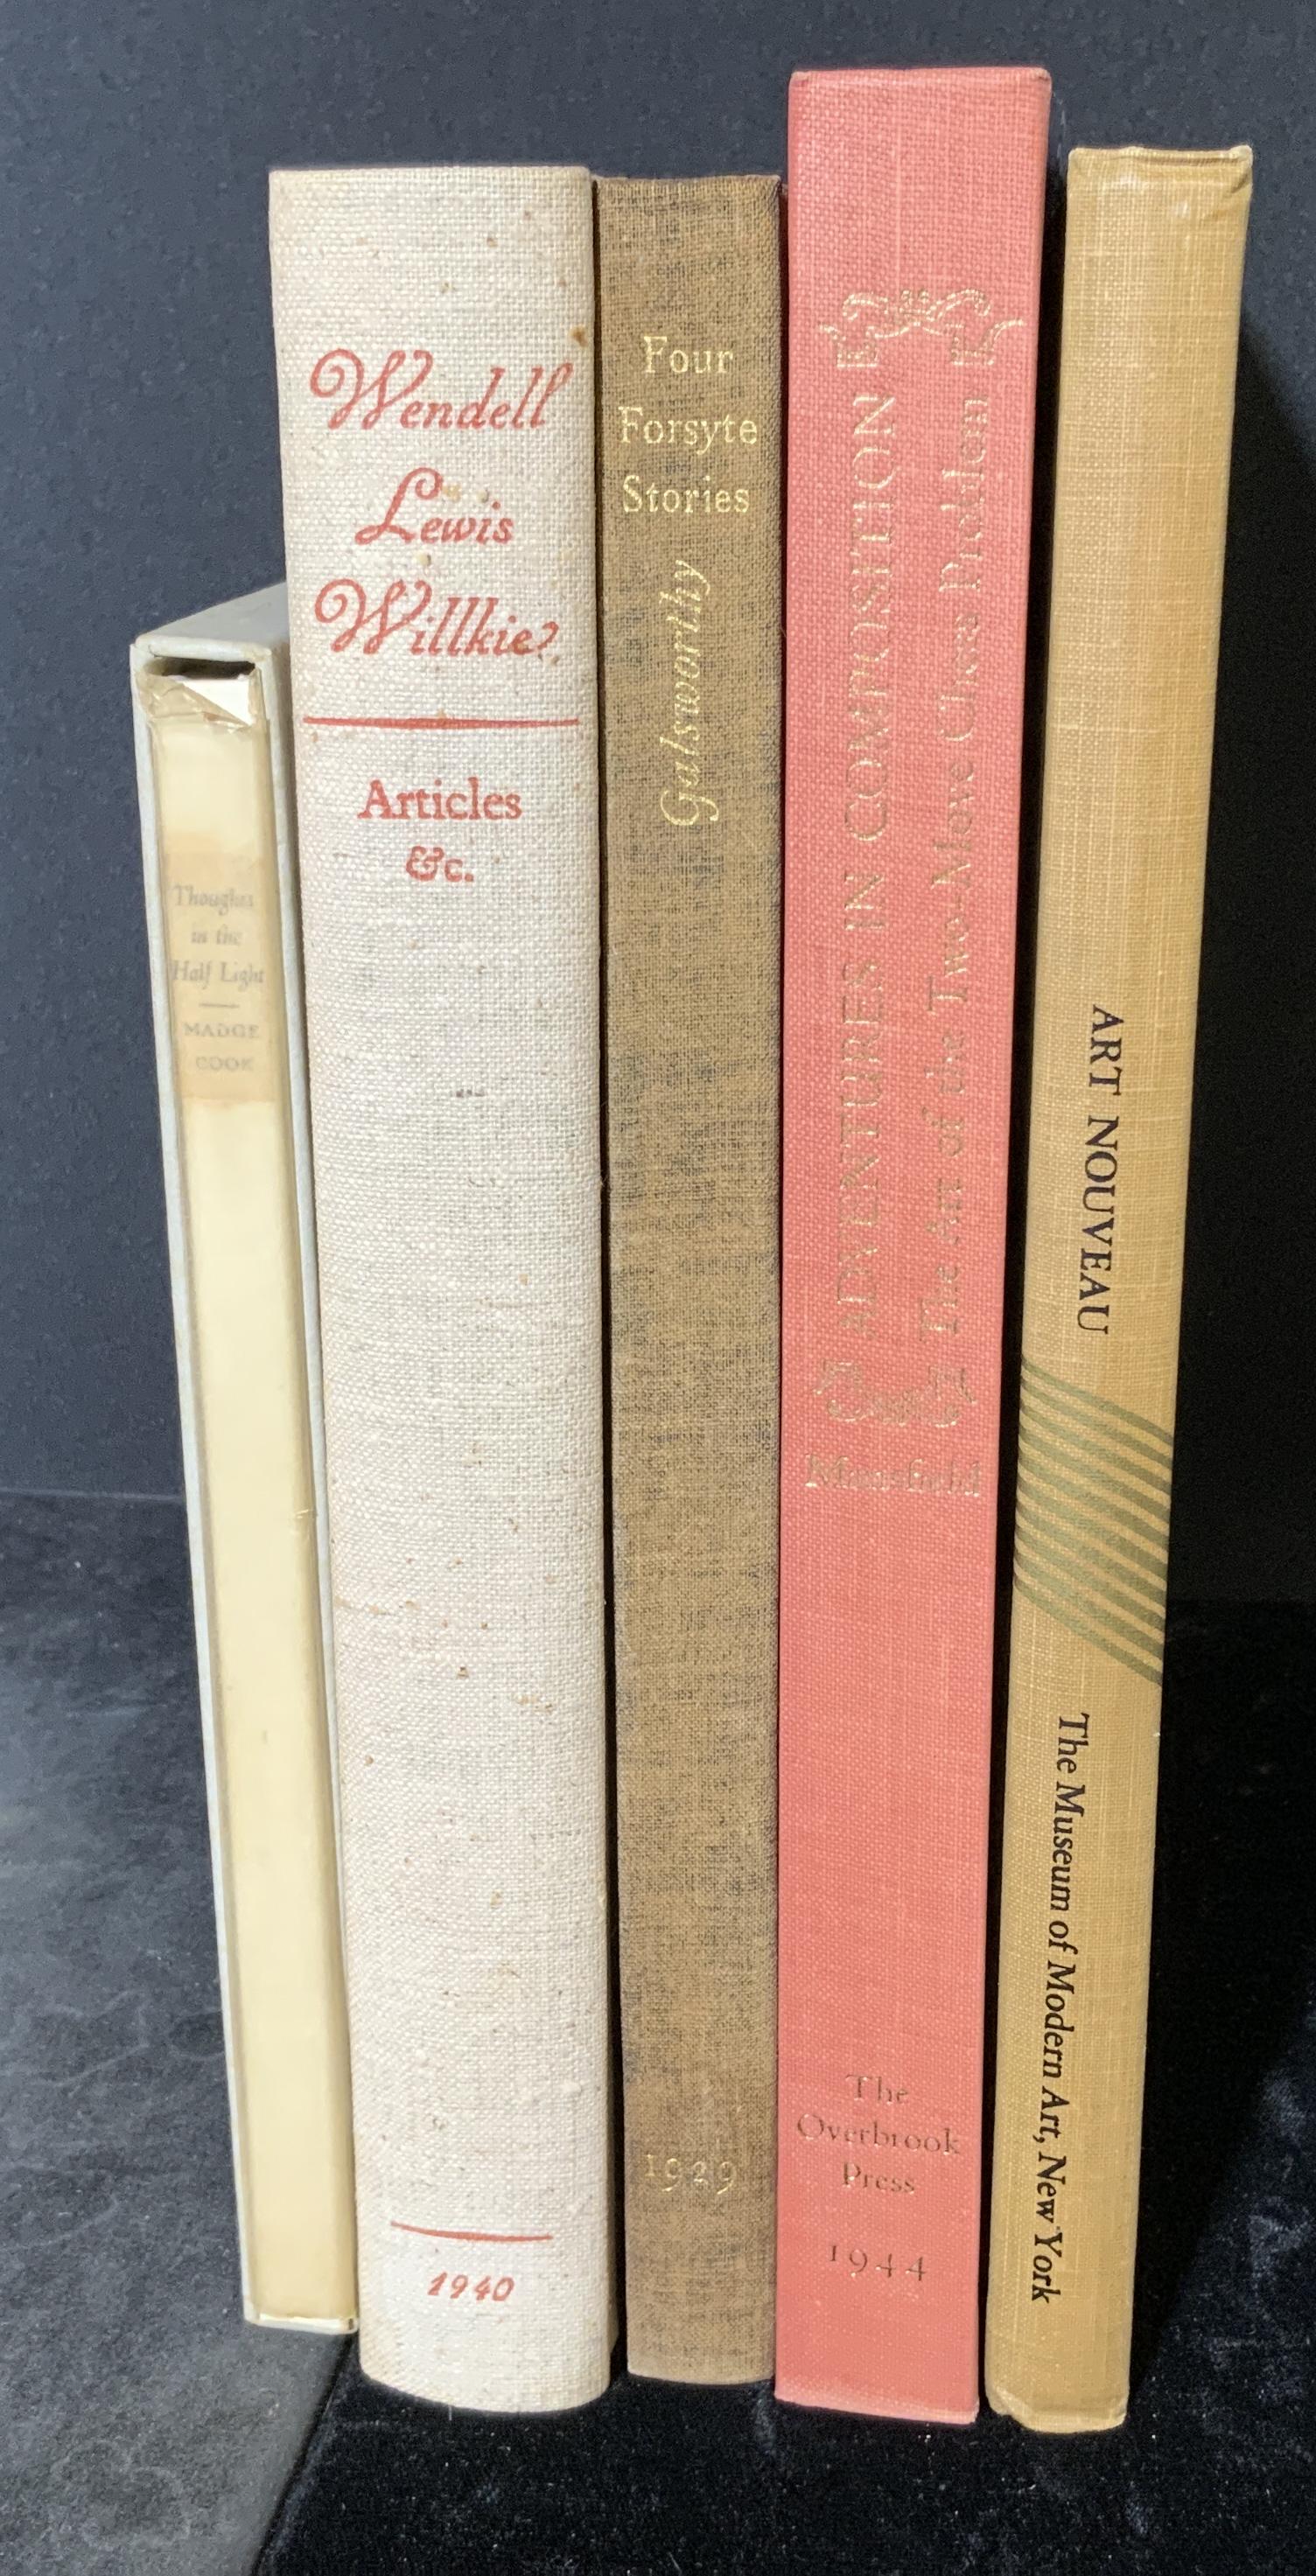 Thoughts
in the
Half Light
MADGE
COOK
Wendell
Lewis
Willkie
Articles
&c.
1940
Four
Forsyte
Stories
Galsworthy
1929
ADVENTURES IN COMPOSITION
The Art of the Two-Move Chess Problem
Mansfield
The
Overbrook
Press
1944
ART NOUVEAU
The Museum of Modern Art, New York